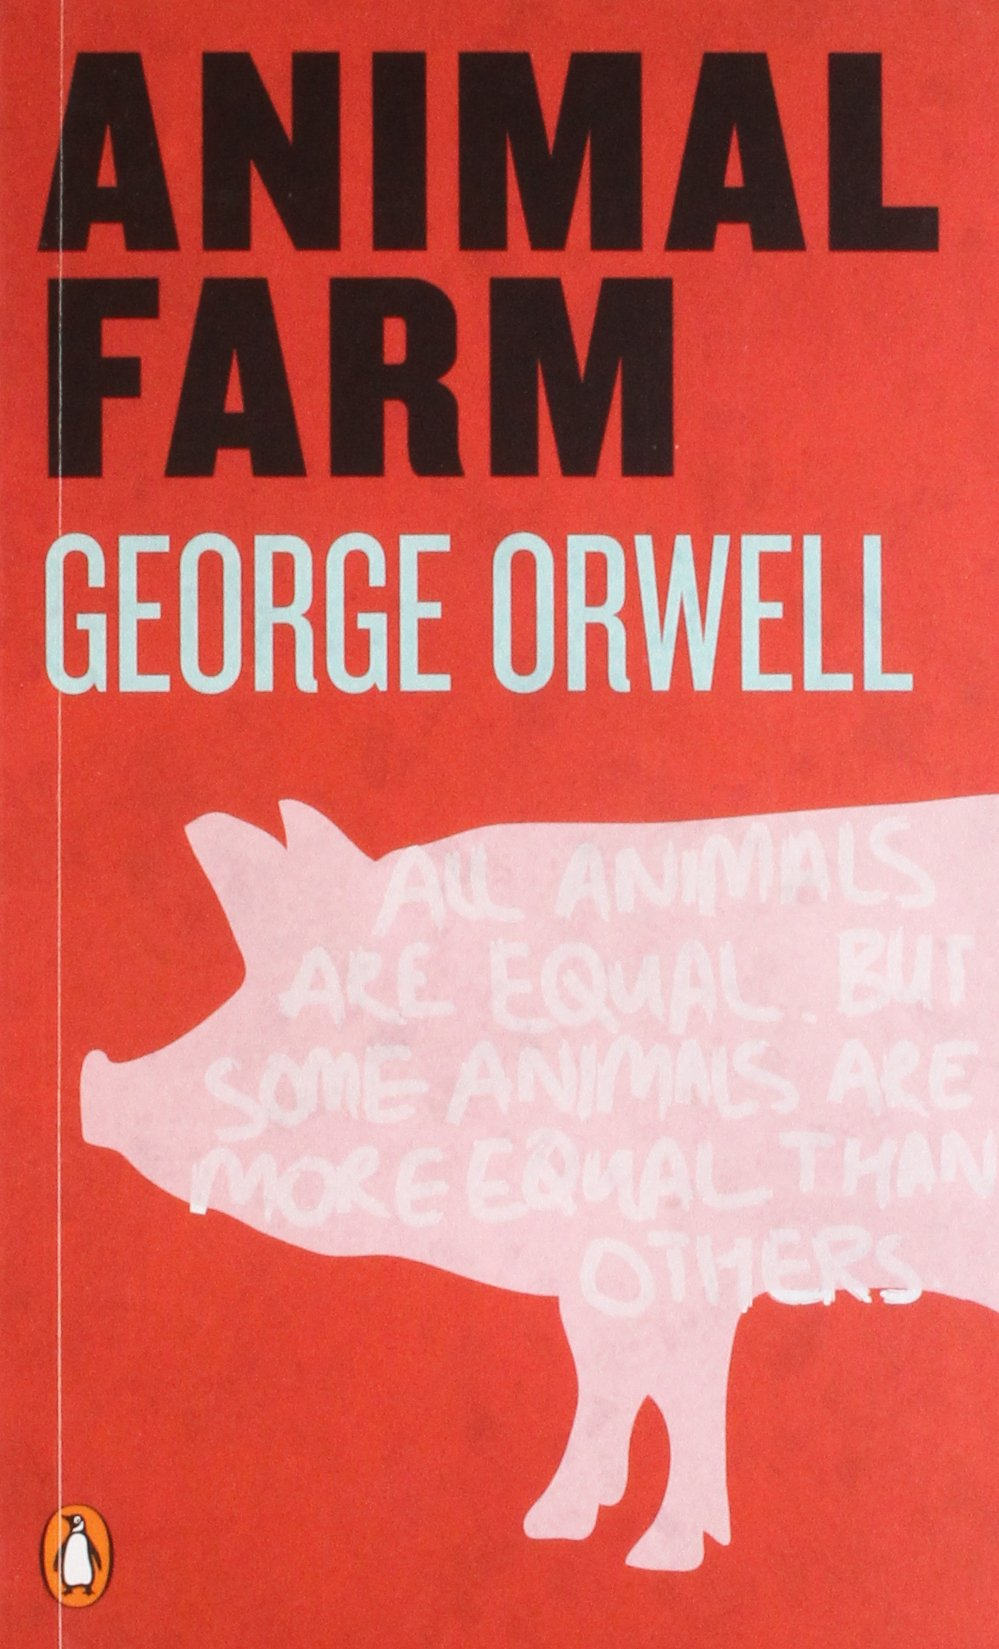 ANIMAL
FARM
GEORGE ORWELL
ALL ANIMALS
ARE EQUAL. BUT
SOME ANIMALS ARE
MORE EQUAL THAN
OTHERS.